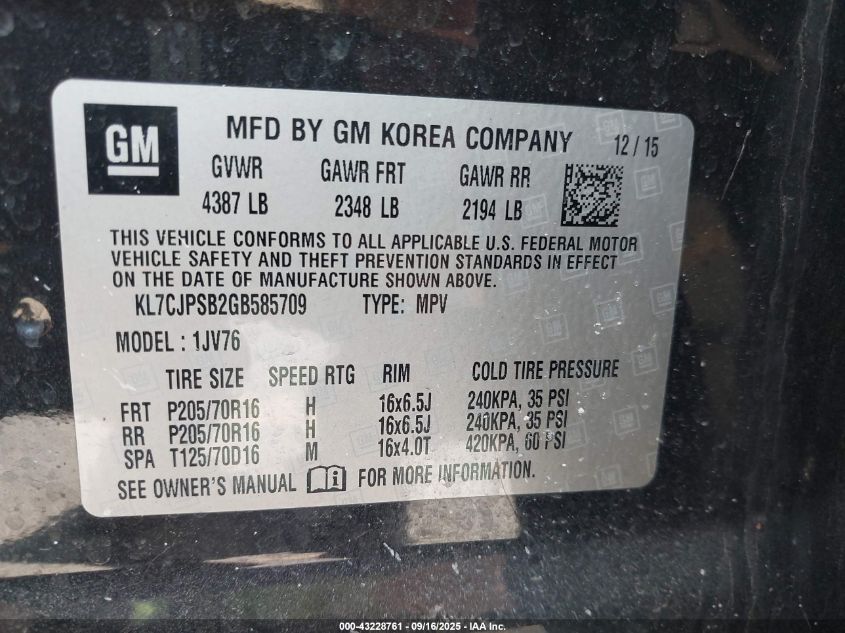 GM
MFD BY GM KOREA COMPANY 12/15
GVWR GAWR FRT GAWR RR
4387 LB 2348 LB 2194 LB
THIS VEHICLE CONFORMS TO ALL APPLICABLE U.S. FEDERAL MOTOR
VEHICLE SAFETY AND THEFT PREVENTION STANDARDS IN EFFECT
ON THE DATE OF MANUFACTURE SHOWN ABOVE.
KL7CJPSB2GB585709 TYPE: MPV
MODEL : 1JV76
TIRE SIZE SPEED RTG RIM COLD TIRE PRESSURE
FRT P205/70R16 H 16x6.5J 240KPA, 35 PSI
RR P205/70R16 H 16x6.5J 240KPA, 35 PSI
SPA T125/70D16 M 16x4.0T 420KPA, 60 PSI
SEE OWNER'S MANUAL i FOR MORE INFORMATION.
000-43228761 - 09/16/2025 - IAA Inc.